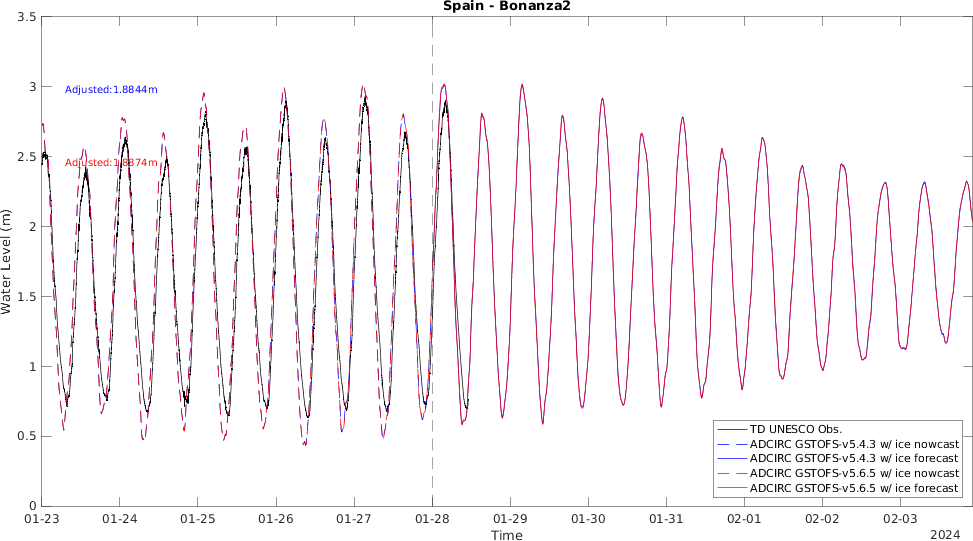 Spain - Bonanza2
3.5
3
2.5
2
1.5
1
0.5
0
Water Level (m)
Adjusted:1.8844m
Adjusted:1.8374m
TD UNESCO Obs.
ADCIRC GSTOFS-v5.4.3 w/ ice nowcast
ADCIRC GSTOFS-v5.4.3 w/ ice forecast
ADCIRC GSTOFS-v5.6.5 w/ ice nowcast
ADCIRC GSTOFS-v5.6.5 w/ ice forecast
01-23 01-24 01-25 01-26 01-27 01-28 01-29 01-30 01-31 02-01 02-02 02-03
Time
2024